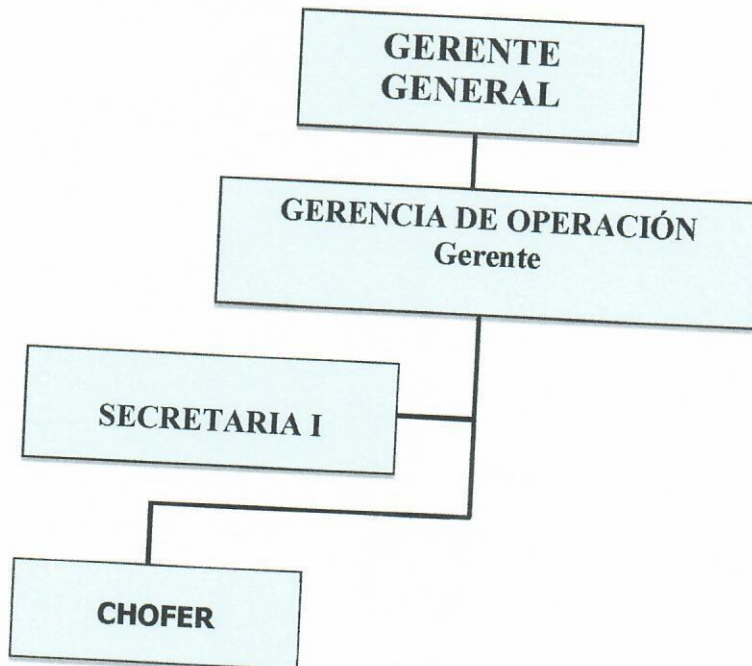 GERENTE
GENERAL
GERENCIA DE OPERACIÓN
Gerente
SECRETARIA I
CHOFER